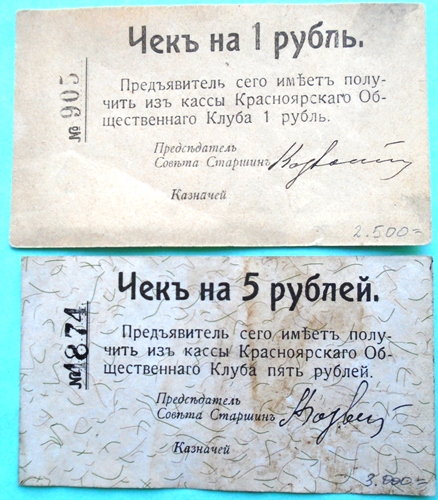 Чекъ на 1 рубль.
№ 905
Предъявитель сего имѣетъ полу-
чить изъ кассы Красноярскаго Об-
щественнаго Клуба 1 рубль.
Предсѣдатель
Совѣта Старшинъ
Казначей
2.500=
Чекъ на 5 рублей.
№ 1874
Предъявитель сего имѣетъ полу-
чить изъ кассы Красноярскаго Об-
щественнаго Клуба пять рублей.
Предсѣдатель
Совѣта Старшинъ
Казначей
3.000=